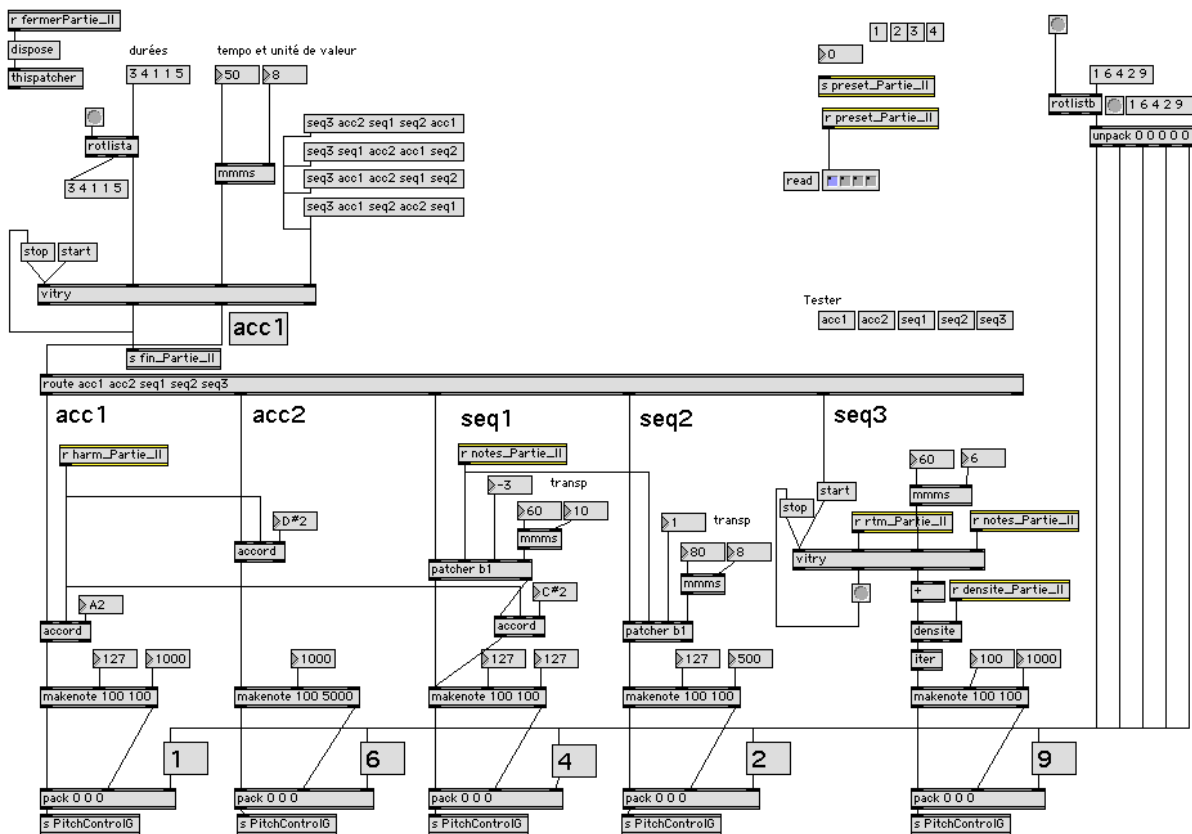 r fermerPartie_II
dispose
thispatcher
durées
3 4 1 1 5
rotlista
3 4 1 1 5
tempo et unité de valeur
50
8
mmms
seq3 acc2 seq1 seq2 acc1
seq3 seq1 acc2 acc1 seq2
seq3 acc1 acc2 seq1 seq2
seq3 acc1 seq2 acc2 seq1
stop
start
vitry
acc1
s fin_Partie_II
1
2
3
4
0
s preset_Partie_II
r preset_Partie_II
read
1 6 4 2 9
rotlistb
1 6 4 2 9
unpack 0 0 0 0 0
Tester
acc1
acc2
seq1
seq2
seq3
route acc1 acc2 seq1 seq2 seq3
acc1
acc2
seq1
seq2
seq3
r harm_Partie_II
D#2
accord
A2
accord
r notes_Partie_II
-3
transp
60
10
mmms
patcher b1
C#2
accord
1
transp
80
8
mmms
patcher b1
60
6
mmms
start
stop
r rtm_Partie_II
r notes_Partie_II
vitry
+
r densite_Partie_II
densite
iter
127
1000
1000
127
127
127
500
100
1000
makenote 100 100
makenote 100 5000
makenote 100 100
makenote 100 100
makenote 100 100
1
6
4
2
9
pack 0 0 0
pack 0 0 0
pack 0 0 0
pack 0 0 0
pack 0 0 0
s PitchControlG
s PitchControlG
s PitchControlG
s PitchControlG
s PitchControlG